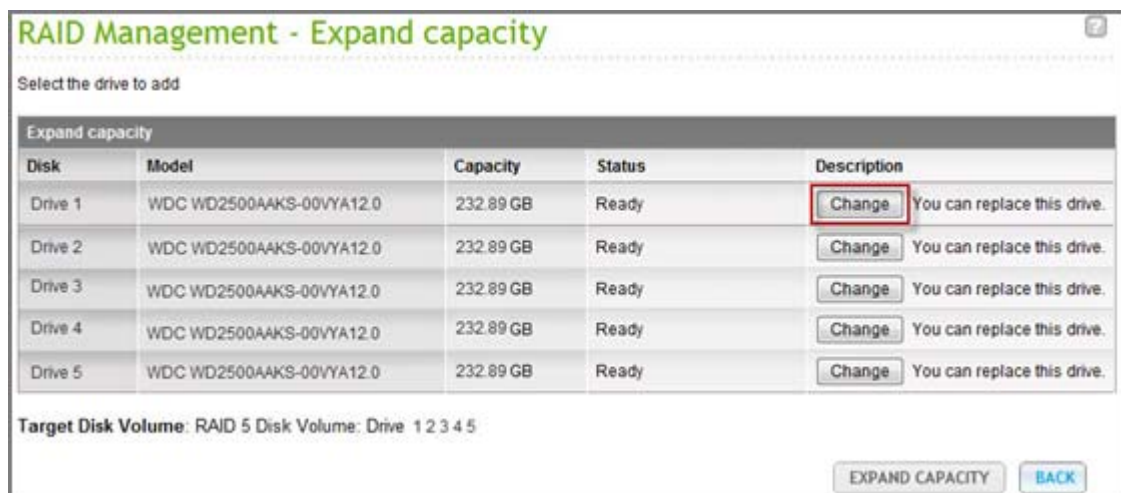 RAID Management - Expand capacity
?
Select the drive to add
Expand capacity
Disk Model Capacity Status Description
Drive 1 WDC WD2500AAKS-00VYA12.0 232.89 GB Ready Change You can replace this drive.
Drive 2 WDC WD2500AAKS-00VYA12.0 232.89 GB Ready Change You can replace this drive.
Drive 3 WDC WD2500AAKS-00VYA12.0 232.89 GB Ready Change You can replace this drive.
Drive 4 WDC WD2500AAKS-00VYA12.0 232.89 GB Ready Change You can replace this drive.
Drive 5 WDC WD2500AAKS-00VYA12.0 232.89 GB Ready Change You can replace this drive.
Target Disk Volume: RAID 5 Disk Volume: Drive 1 2 3 4 5
EXPAND CAPACITY BACK